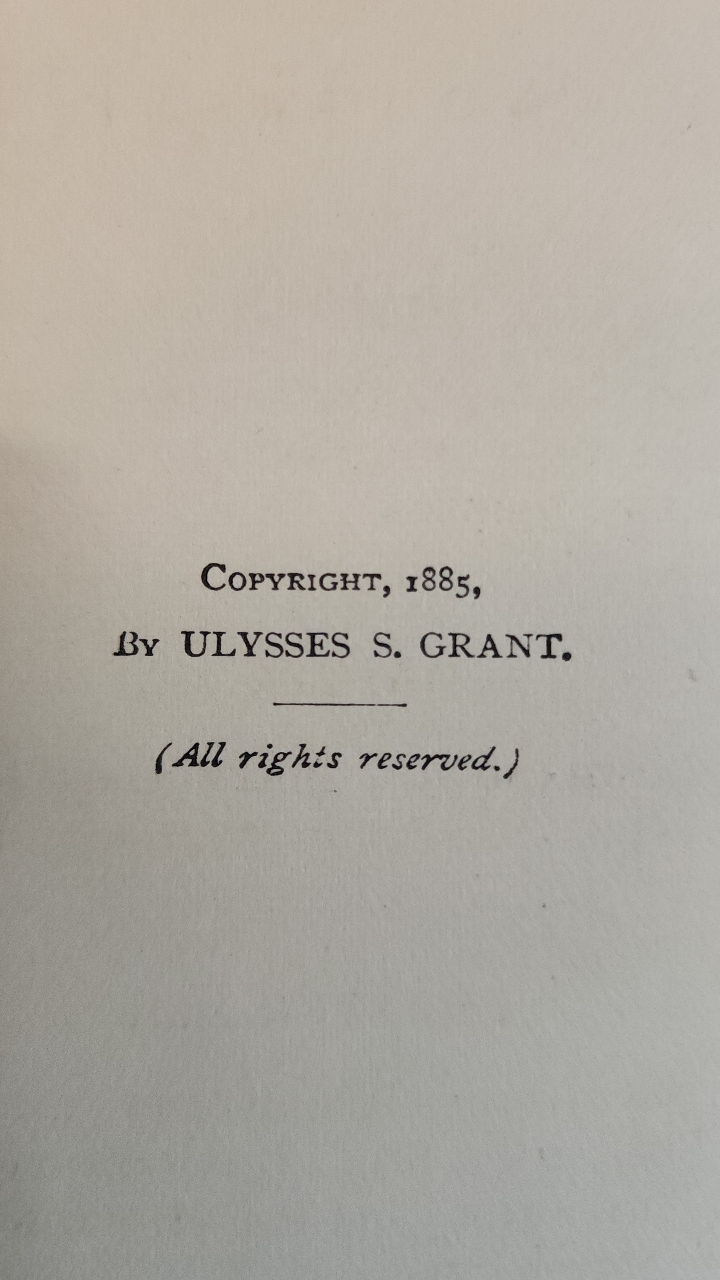 COPYRIGHT, 1885,
BY ULYSSES S. GRANT.
(All rights reserved.)